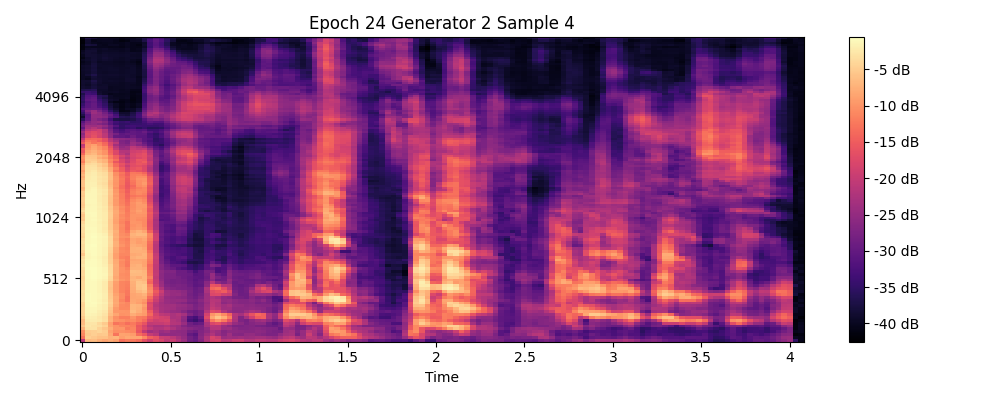 Epoch 24 Generator 2 Sample 4
Hz
4096
2048
1024
512
0
0
0.5
1
1.5
2
2.5
3
3.5
4
Time
-5 dB
-10 dB
-15 dB
-20 dB
-25 dB
-30 dB
-35 dB
-40 dB